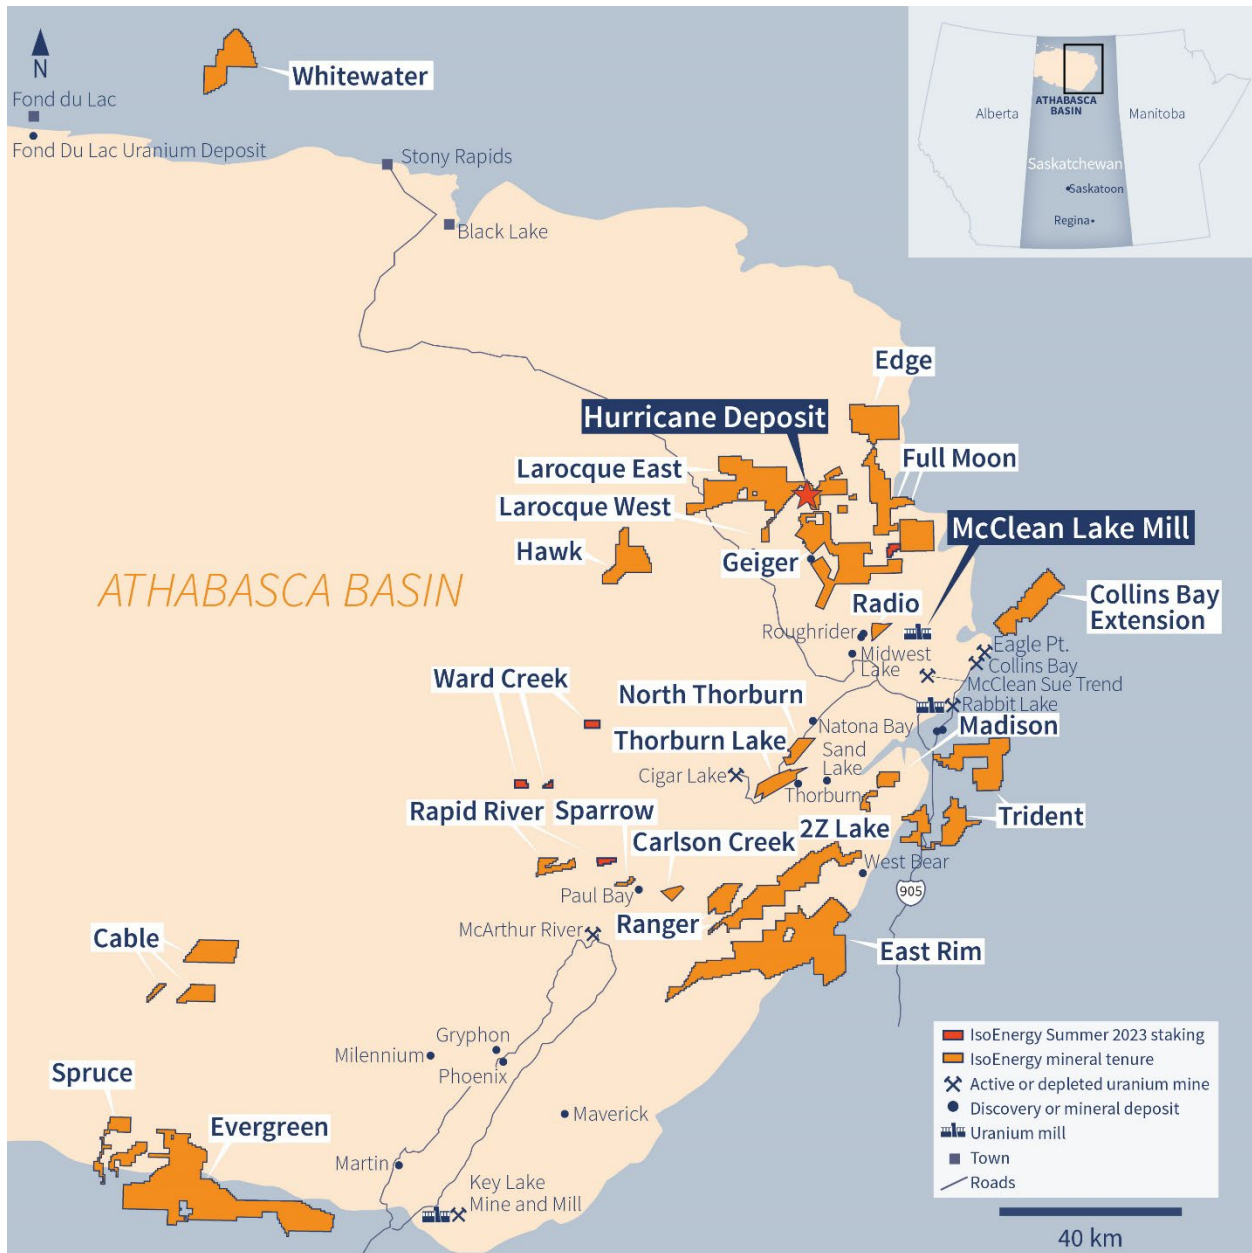 N
Whitewater
Fond du Lac
Fond Du Lac Uranium Deposit
Stony Rapids
Black Lake
Alberta
ATHABASCA
BASIN
Manitoba
Saskatchewan
Saskatoon
Regina
Edge
Hurricane Deposit
Larocque East
Full Moon
Larocque West
McClean Lake Mill
Hawk
Geiger
ATHABASCA BASIN
Collins Bay
Extension
Radio
Roughrider
Midwest
Lake
Eagle Pt.
Collins Bay
McClean Sue Trend
Rabbit Lake
Ward Creek
North Thorburn
Natona Bay
Madison
Thorburn Lake
Sand
Lake
Cigar Lake
Thorburn
Rapid River
Sparrow
Trident
Carlson Creek
2Z Lake
West Bear
Paul Bay
905
Ranger
McArthur River
Cable
East Rim
Gryphon
Milennium
Phoenix
Spruce
Maverick
Evergreen
Martin
Key Lake
Mine and Mill
IsoEnergy Summer 2023 staking
IsoEnergy mineral tenure
Active or depleted uranium mine
Discovery or mineral deposit
Uranium mill
Town
Roads
40 km